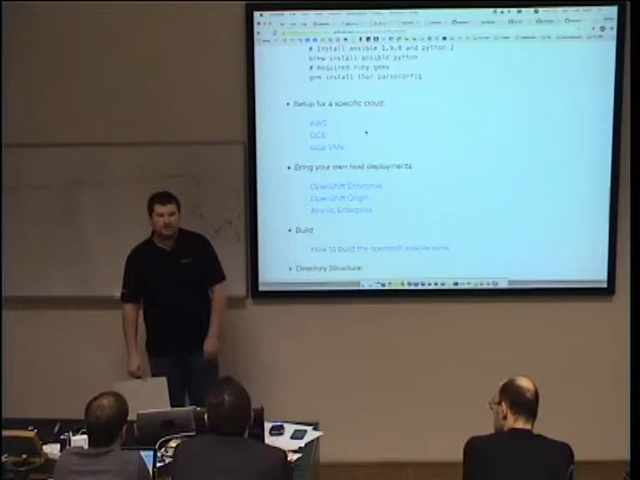 # Install ansible 1.9.0 and python 2
brew install ansible python
# Required ruby gems
gem install thor parseconfig
• Setup for a specific cloud:
AWS
GCE
local VMs
• Bring your own host deployments:
OpenShift Enterprise
OpenShift Origin
Atomic Enterprise
• Build
How to build the openshift-ansible rpms
• Directory Structure: